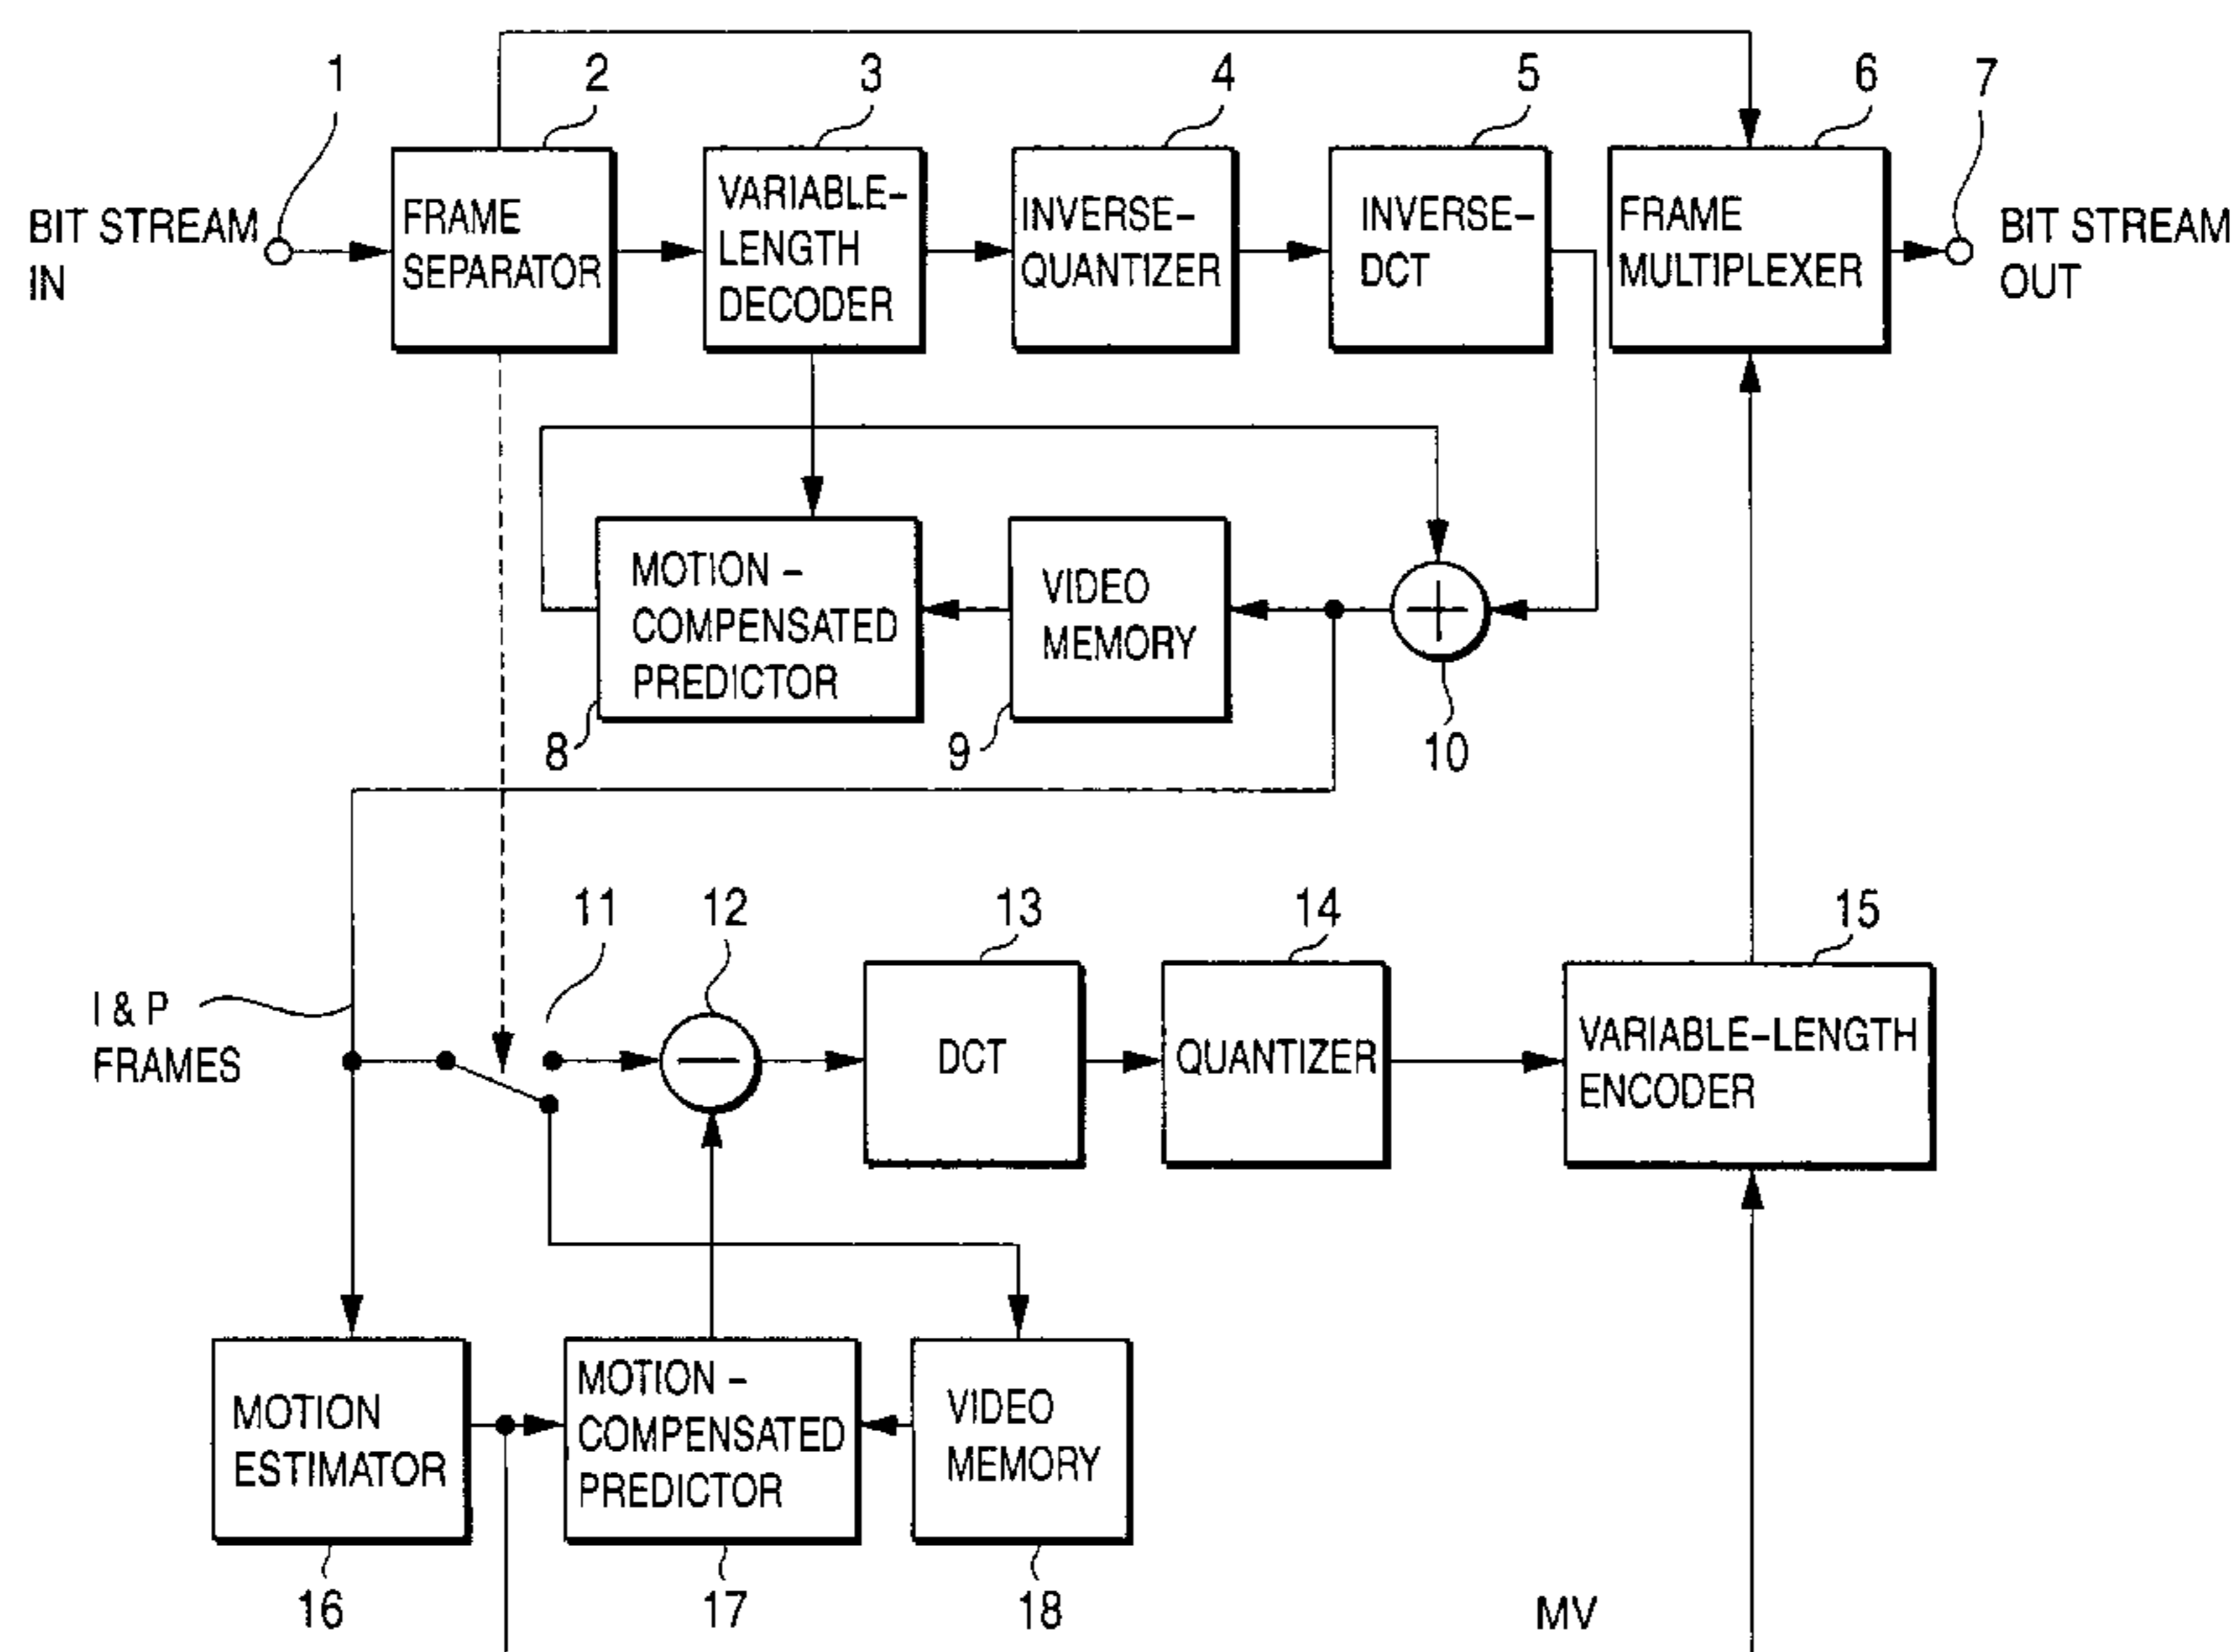 1
2
3
4
5
6
7
BIT STREAM
IN
FRAME
SEPARATOR
VARIABLE-
LENGTH
DECODER
INVERSE-
QUANTIZER
INVERSE-
DCT
FRAME
MULTIPLEXER
BIT STREAM
OUT
MOTION -
COMPENSATED
PREDICTOR
VIDEO
MEMORY
8
9
10
11
12
13
14
15
I & P
FRAMES
DCT
QUANTIZER
VARIABLE-LENGTH
ENCODER
MOTION
ESTIMATOR
MOTION -
COMPENSATED
PREDICTOR
VIDEO
MEMORY
16
17
18
MV